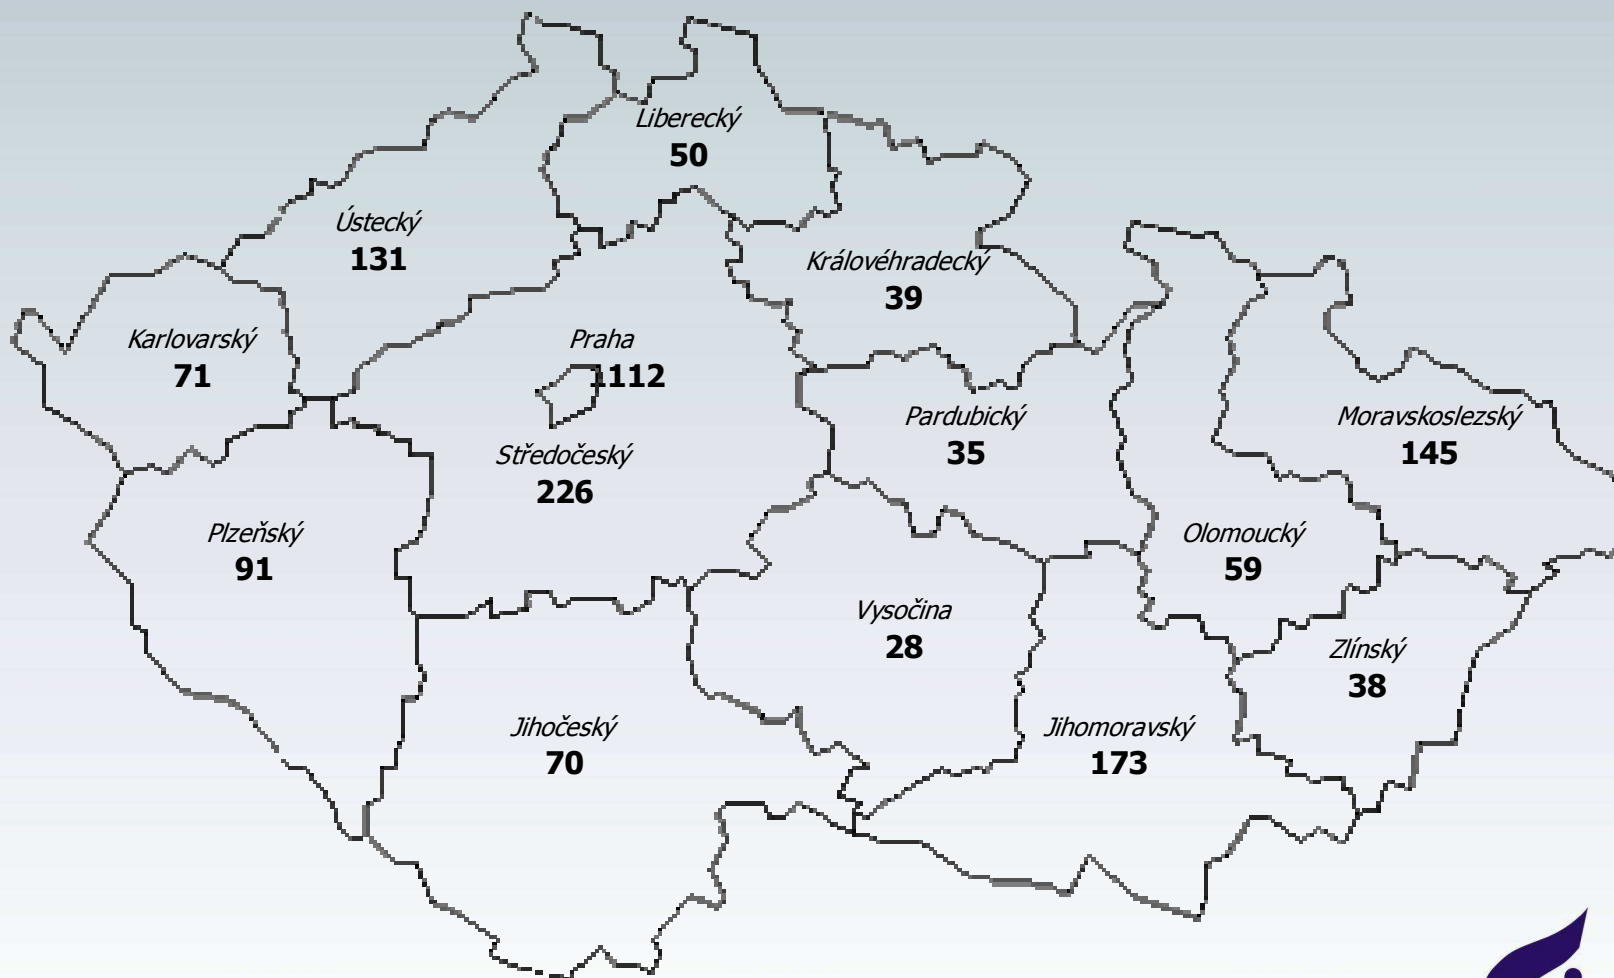 Liberecký
50
Ústecký
131
Královéhradecký
39
Karlovarský
71
Praha
1112
Pardubický
35
Moravskoslezský
145
Středočeský
226
Plzeňský
91
Olomoucký
59
Vysočina
28
Zlínský
38
Jihočeský
70
Jihomoravský
173